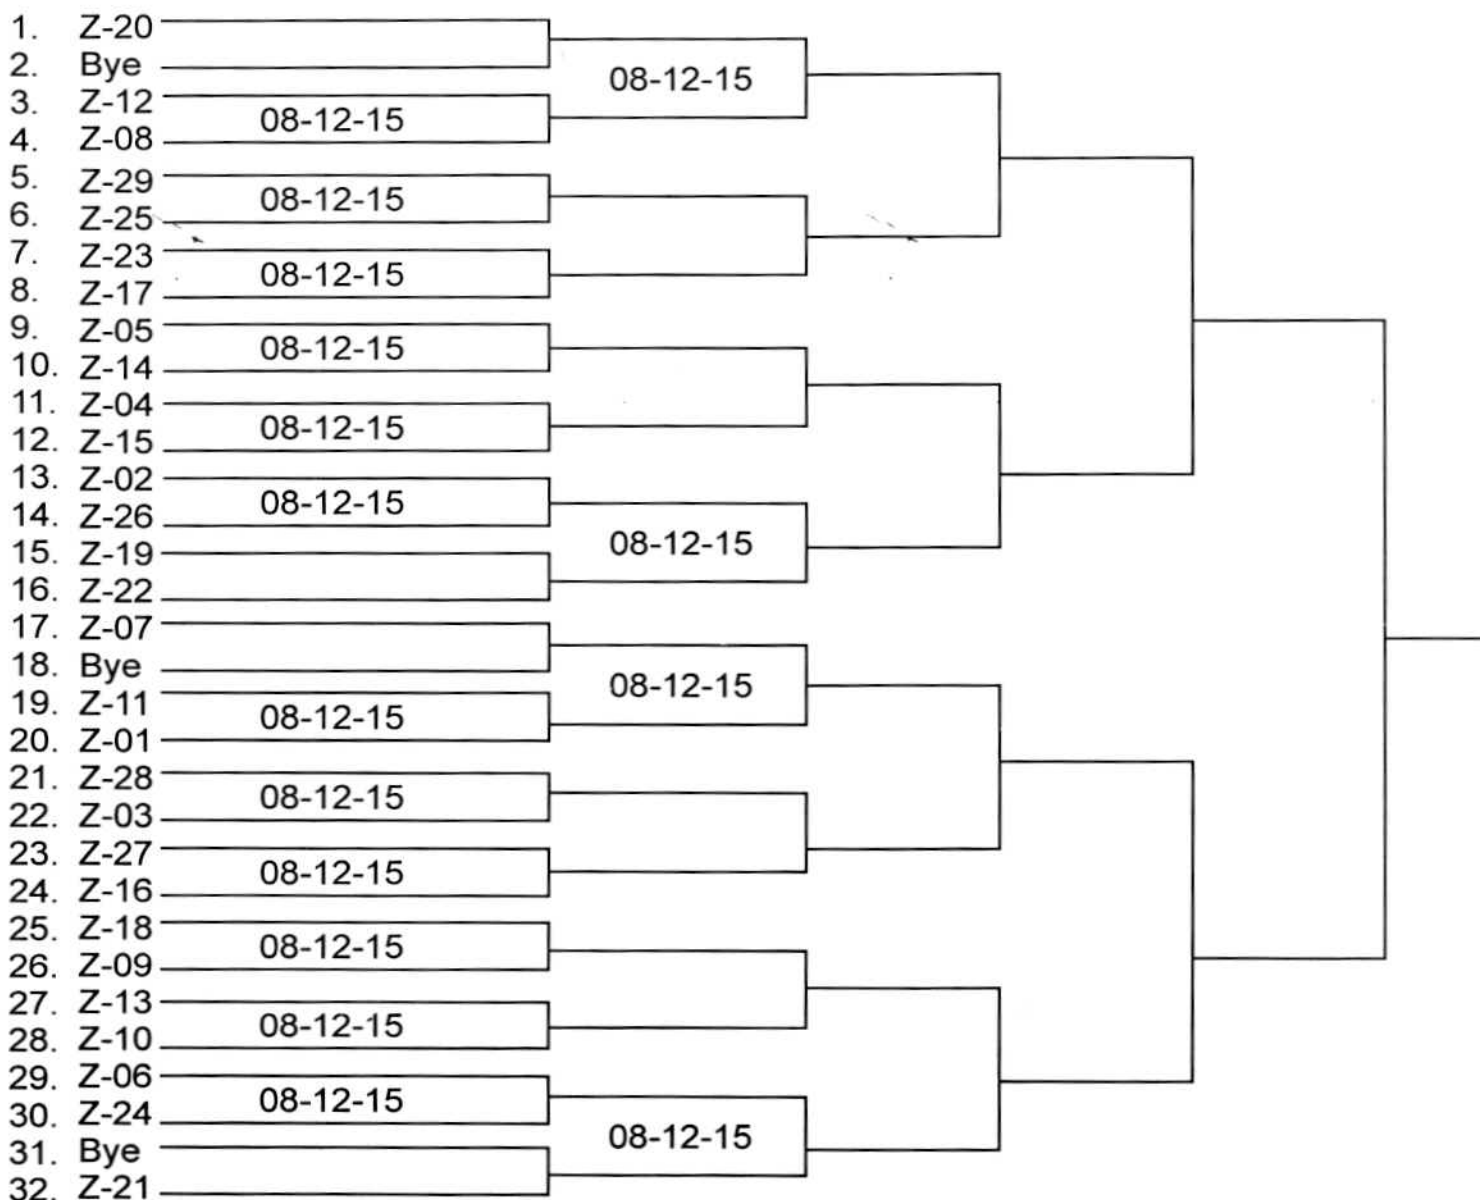 1. Z-20
2. Bye
08-12-15
3. Z-12
08-12-15
4. Z-08
5. Z-29
08-12-15
6. Z-25
7. Z-23
08-12-15
8. Z-17
9. Z-05
08-12-15
10. Z-14
11. Z-04
08-12-15
12. Z-15
13. Z-02
08-12-15
14. Z-26
08-12-15
15. Z-19
16. Z-22
17. Z-07
18. Bye
08-12-15
19. Z-11
08-12-15
20. Z-01
21. Z-28
08-12-15
22. Z-03
23. Z-27
08-12-15
24. Z-16
25. Z-18
08-12-15
26. Z-09
27. Z-13
08-12-15
28. Z-10
29. Z-06
08-12-15
30. Z-24
08-12-15
31. Bye
32. Z-21